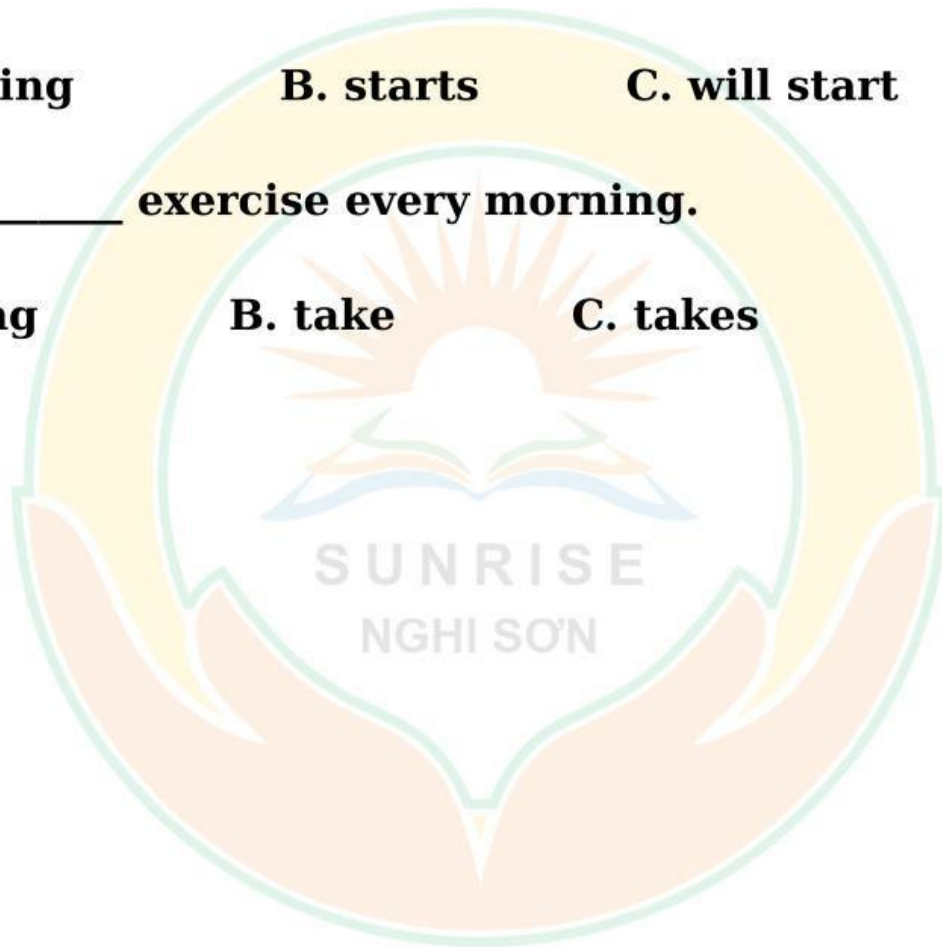 ing B. starts C. will start
______ exercise every morning.
ng B. take C. takes
SUNRISE
NGHI SƠN